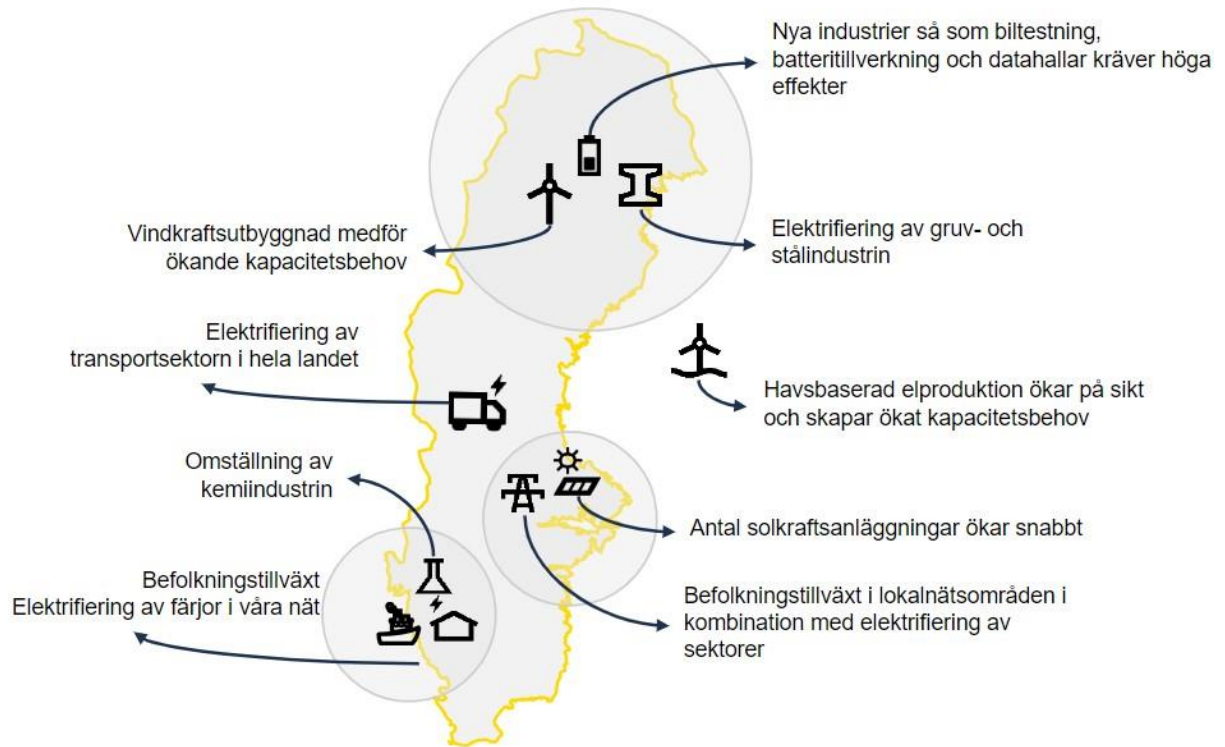 Nya industrier så som biltestning,
batteritillverkning och datahallar kräver höga
effekter
Vindkraftsutbyggnad medför
ökande kapacitetsbehov
Elektrifiering av gruv- och
stålindustrin
Elektrifiering av
transportsektorn i hela landet
Havsbaserad elproduktion ökar på sikt
och skapar ökat kapacitetsbehov
Omställning av
kemiindustrin
Antal solkraftsanläggningar ökar snabbt
Befolkningstillväxt
Elektrifiering av färjor i våra nät
Befolkningstillväxt i lokalnätsområden i
kombination med elektrifiering av
sektorer